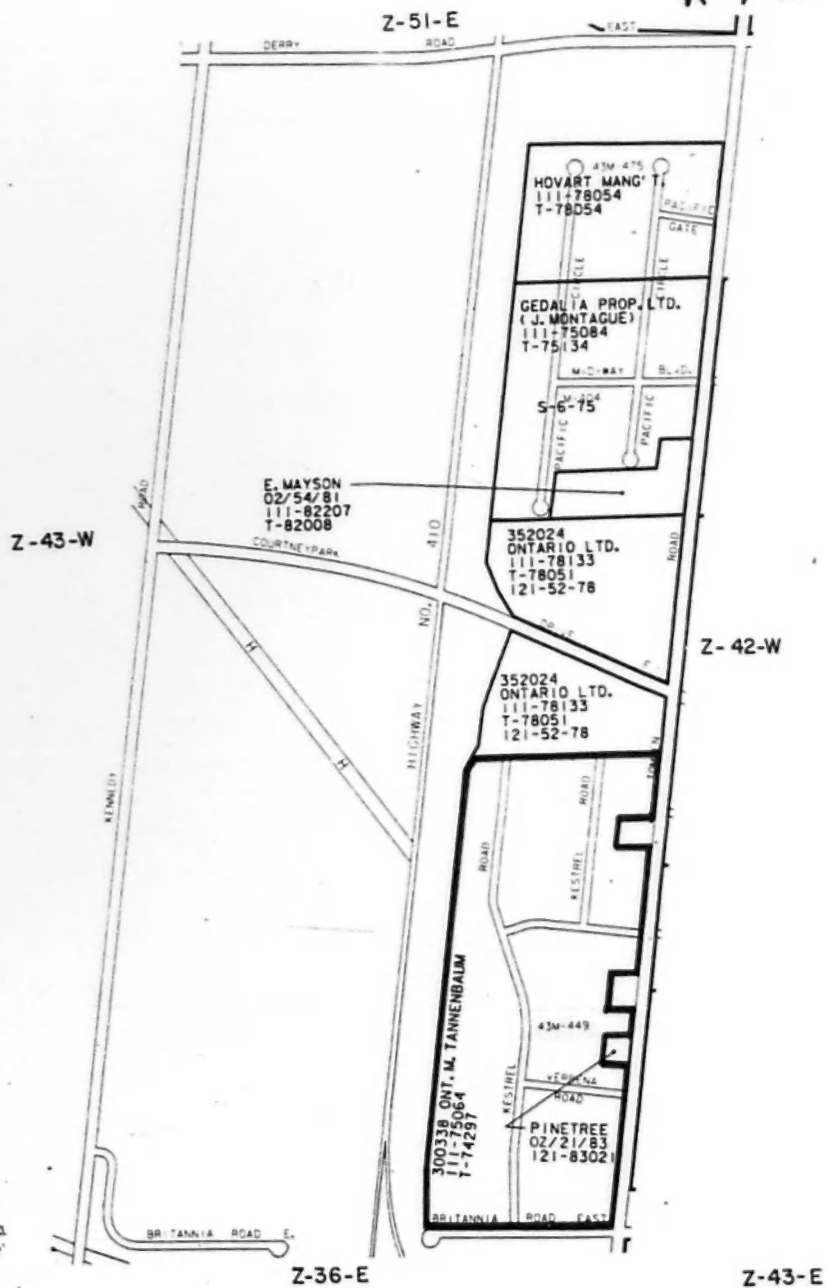 Z-51-E
DERRY ROAD EAST
43M-475
HOVART MANG'T.
111-78054
T-78054
PACIFIC
GATE
CIRCLE
CIRCLE
GEDALIA PROP. LTD.
( J. MONTAGUE)
111-75084
T-75134
MID-WAY BLVD.
M-404
S-6-75
PACIFIC
PACIFIC
E. MAYSON
02/54/81
111-82207
T-82008
ROAD
Z-43-W
COURTNEYPARK DRIVE E.
410
352024
ONTARIO LTD.
111-78133
T-78051
121-52-78
ROAD
NO.
Z-42-W
H
352024
ONTARIO LTD.
111-78133
T-78051
121-52-78
HIGHWAY
H
TOMKEN
KENNEDY
ROAD
ROAD
KESTREL
300338 ONT. M. TANNENBAUM
111-75064
T-74297
43M-449
KESTREL
VERBENA
ROAD
PINETREE
OZ/21/83
121-83021
BRITANNIA ROAD EAST
BRITANNIA ROAD E.
Z-36-E
Z-43-E